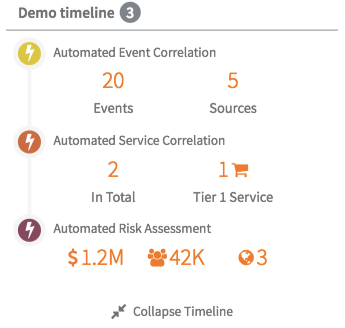 Demo timeline 3
Automated Event Correlation
20 5
Events Sources
Automated Service Correlation
2 1
In Total Tier 1 Service
Automated Risk Assessment
$1.2M 42K 3
Collapse Timeline